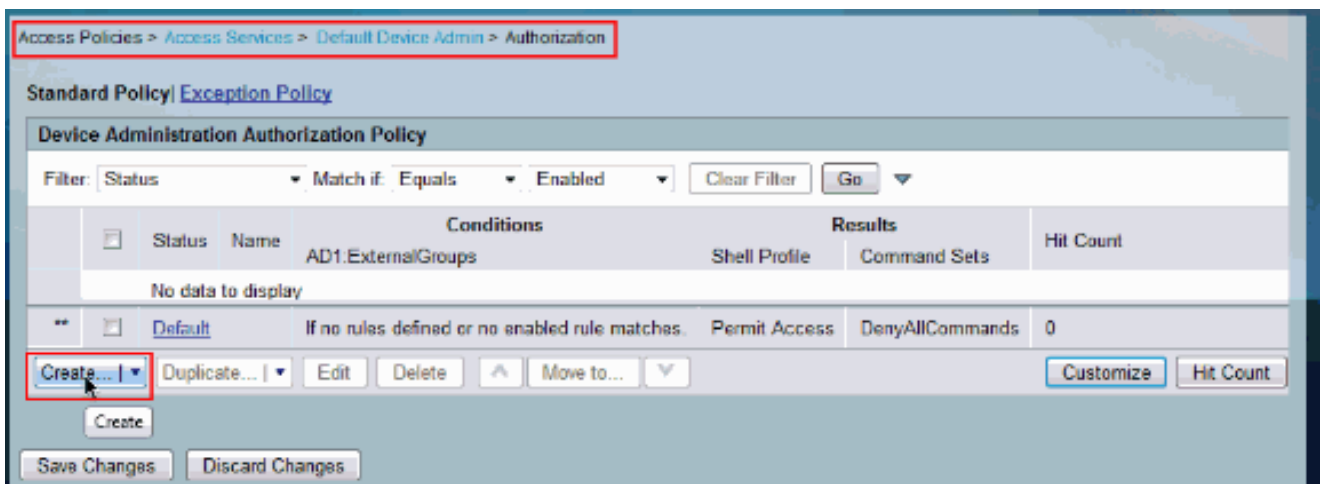 Access Policies > Access Services > Default Device Admin > Authorization
Standard Policy| Exception Policy
Device Administration Authorization Policy
Filter: Status Match if: Equals Enabled Clear Filter Go
Status Name Conditions Results Hit Count
AD1:ExternalGroups Shell Profile Command Sets
No data to display
** Default If no rules defined or no enabled rule matches. Permit Access DenyAllCommands 0
Create... | Duplicate... | Edit Delete Move to... Customize Hit Count
Create
Save Changes Discard Changes